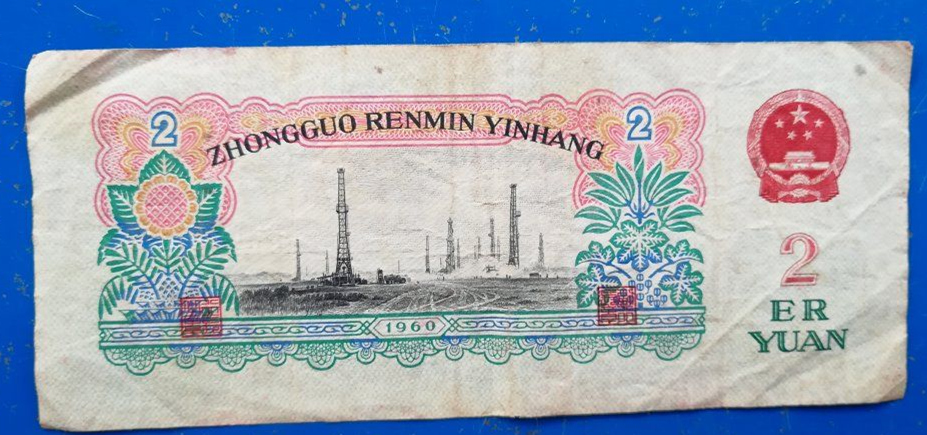 2
2
ZHONGGUO RENMIN YINHANG
1960
2
ER
YUAN